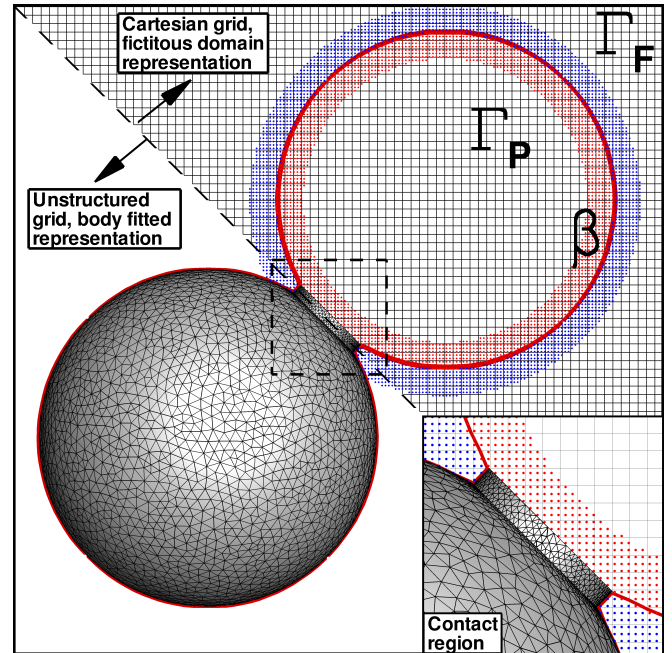 Cartesian grid,
fictitous domain
representation
Γ
F
Γ
P
Unstructured
grid, body fitted
representation
β
Contact
region